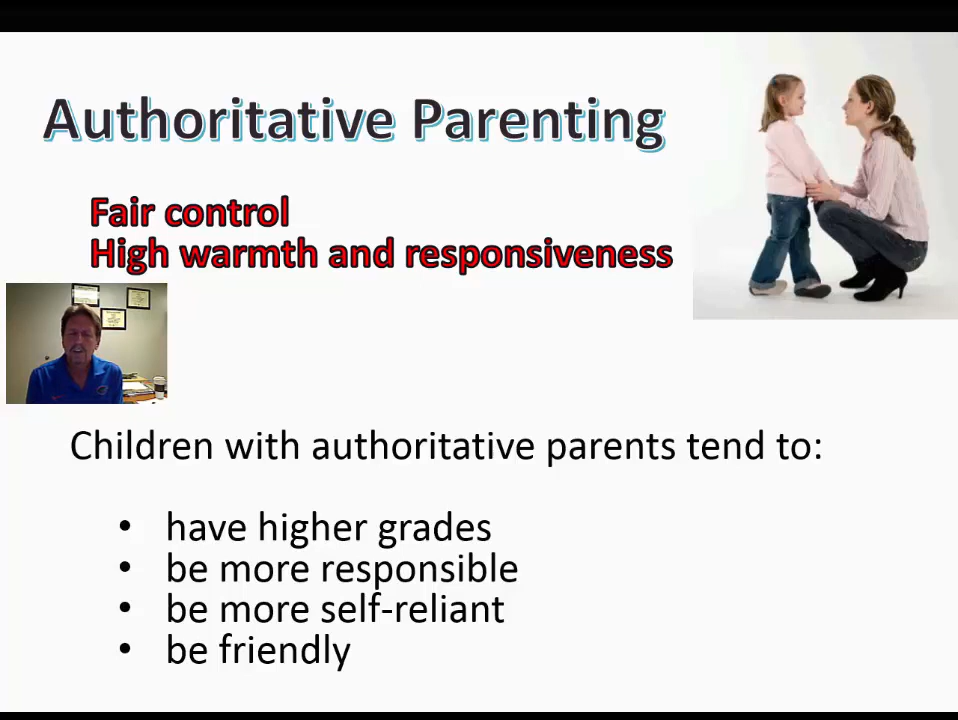 Authoritative Parenting
Fair control
High warmth and responsiveness
Children with authoritative parents tend to:
• have higher grades
• be more responsible
• be more self-reliant
• be friendly